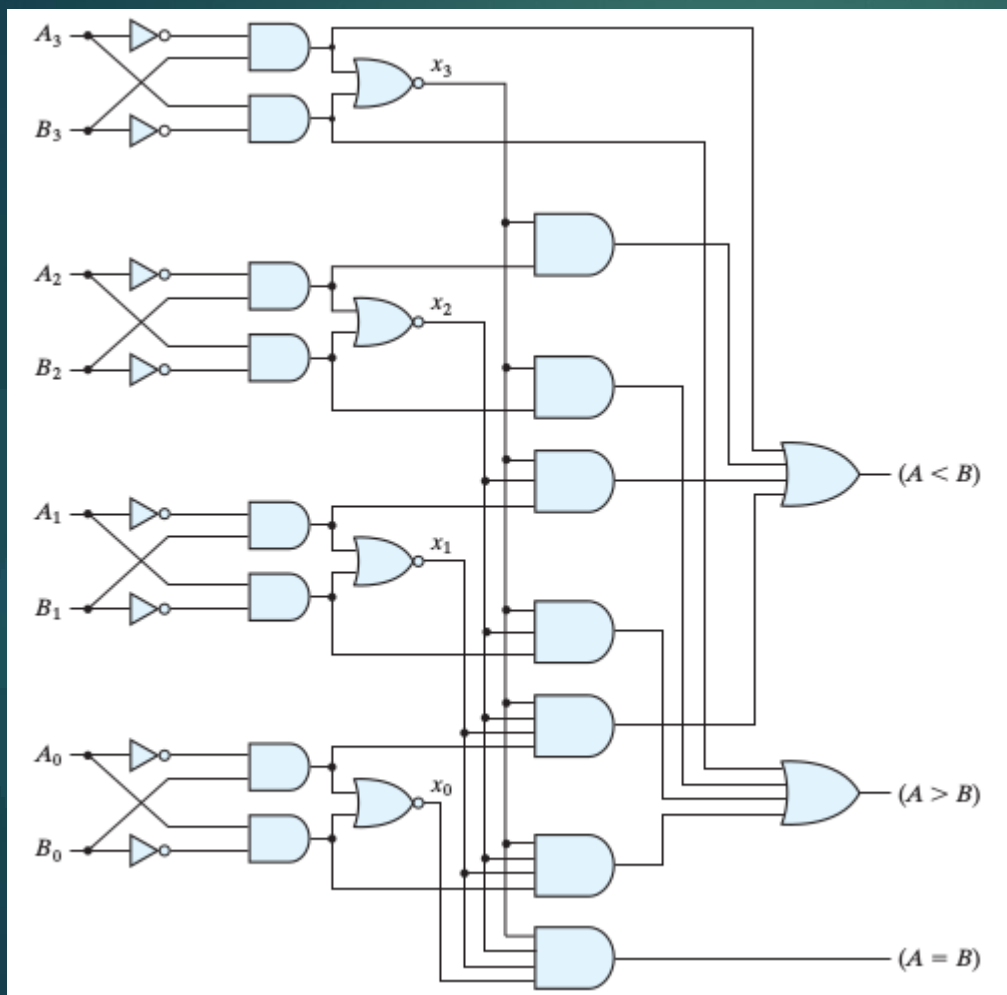 A₃
x₃
B₃
A₂
x₂
B₂
(A < B)
A₁
x₁
B₁
A₀
x₀
(A > B)
B₀
(A = B)